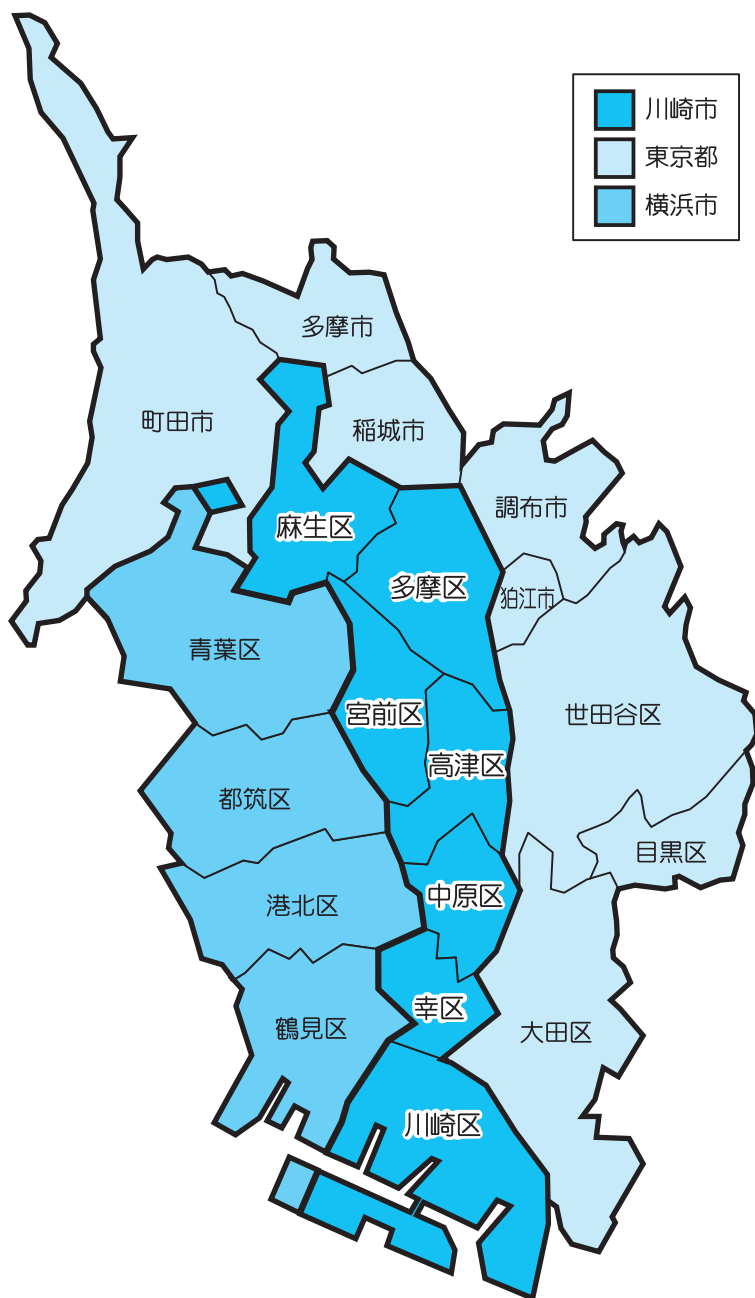 川崎市
東京都
横浜市
多摩市
町田市
稲城市
調布市
麻生区
多摩区
狛江市
青葉区
宮前区
世田谷区
高津区
都筑区
目黒区
中原区
港北区
幸区
鶴見区
大田区
川崎区